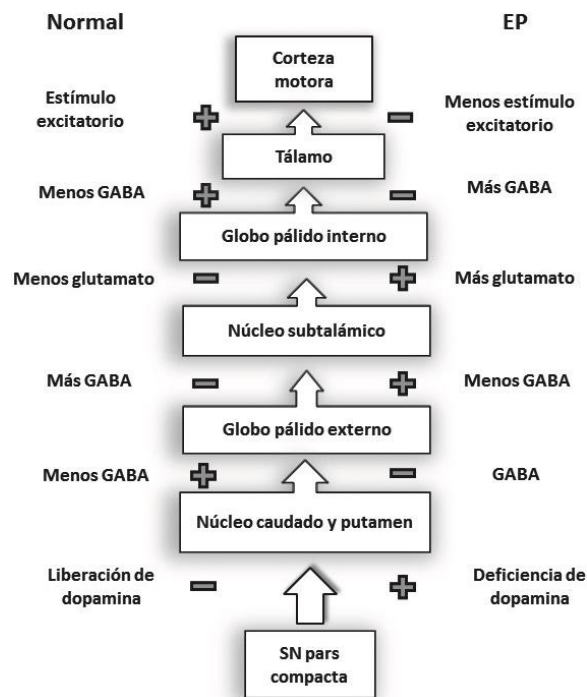 Normal
EP
Corteza
motora
Estímulo
excitatorio
Menos estímulo
excitatorio
Tálamo
Menos GABA
Más GABA
Globo pálido interno
Menos glutamato
Más glutamato
Núcleo subtalámico
Más GABA
Menos GABA
Globo pálido externo
Menos GABA
GABA
Núcleo caudado y putamen
Liberación de
dopamina
Deficiencia de
dopamina
SN pars
compacta